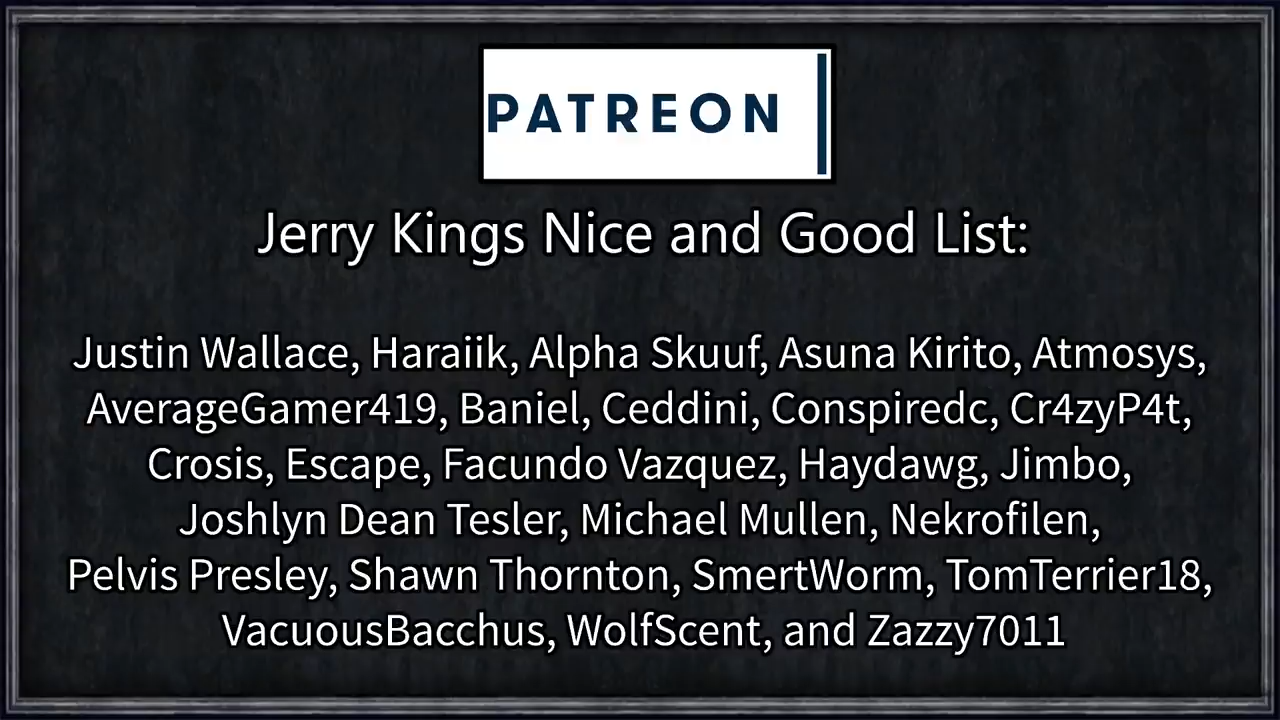 PATREON
Jerry Kings Nice and Good List:
Justin Wallace, Haraiik, Alpha Skuuf, Asuna Kirito, Atmosys,
AverageGamer419, Baniel, Ceddini, Conspiredc, Cr4zyP4t,
Crosis, Escape, Facundo Vazquez, Haydawg, Jimbo,
Joshlyn Dean Tesler, Michael Mullen, Nekrofilen,
Pelvis Presley, Shawn Thornton, SmertWorm, TomTerrier18,
VacuousBacchus, WolfScent, and Zazzy7011